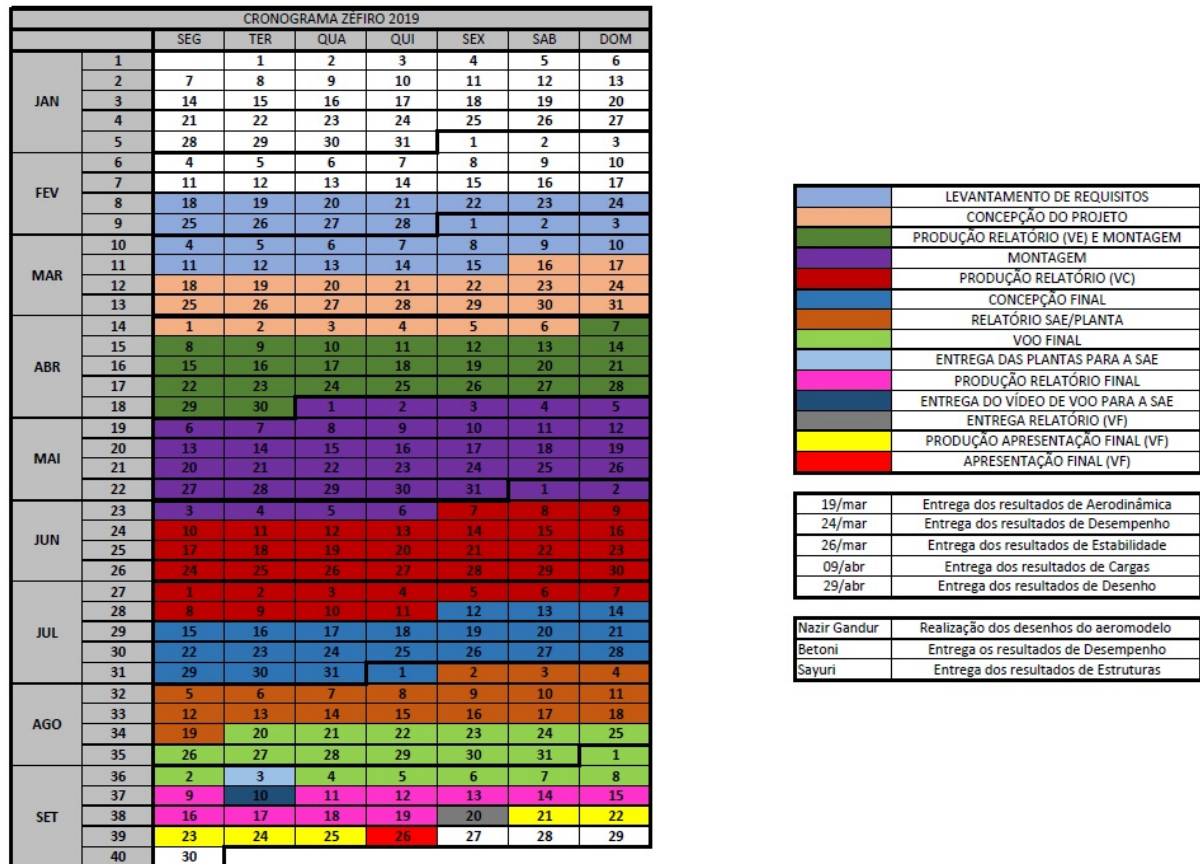 CRONOGRAMA ZÉFIRO 2019
SEG TER QUA QUI SEX SAB DOM
JAN
1 1 2 3 4 5 6
2 7 8 9 10 11 12 13
3 14 15 16 17 18 19 20
4 21 22 23 24 25 26 27
5 28 29 30 31 1 2 3
FEV
6 4 5 6 7 8 9 10
7 11 12 13 14 15 16 17
8 18 19 20 21 22 23 24
9 25 26 27 28 1 2 3
MAR
10 4 5 6 7 8 9 10
11 11 12 13 14 15 16 17
12 18 19 20 21 22 23 24
13 25 26 27 28 29 30 31
ABR
14 1 2 3 4 5 6 7
15 8 9 10 11 12 13 14
16 15 16 17 18 19 20 21
17 22 23 24 25 26 27 28
18 29 30 1 2 3 4 5
MAI
19 6 7 8 9 10 11 12
20 13 14 15 16 17 18 19
21 20 21 22 23 24 25 26
22 27 28 29 30 31 1 2
JUN
23 3 4 5 6 7 8 9
24 10 11 12 13 14 15 16
25 17 18 19 20 21 22 23
26 24 25 26 27 28 29 30
JUL
27 1 2 3 4 5 6 7
28 8 9 10 11 12 13 14
29 15 16 17 18 19 20 21
30 22 23 24 25 26 27 28
31 29 30 31 1 2 3 4
AGO
32 5 6 7 8 9 10 11
33 12 13 14 15 16 17 18
34 19 20 21 22 23 24 25
35 26 27 28 29 30 31 1
SET
36 2 3 4 5 6 7 8
37 9 10 11 12 13 14 15
38 16 17 18 19 20 21 22
39 23 24 25 26 27 28 29
40 30
LEVANTAMENTO DE REQUISITOS
CONCEPÇÃO DO PROJETO
PRODUÇÃO RELATÓRIO (VE) E MONTAGEM
MONTAGEM
PRODUÇÃO RELATÓRIO (VC)
CONCEPÇÃO FINAL
RELATÓRIO SAE/PLANTA
VOO FINAL
ENTREGA DAS PLANTAS PARA A SAE
PRODUÇÃO RELATÓRIO FINAL
ENTREGA DO VÍDEO DE VOO PARA A SAE
ENTREGA RELATÓRIO (VF)
PRODUÇÃO APRESENTAÇÃO FINAL (VF)
APRESENTAÇÃO FINAL (VF)
19/mar Entrega dos resultados de Aerodinâmica
24/mar Entrega dos resultados de Desempenho
26/mar Entrega dos resultados de Estabilidade
09/abr Entrega dos resultados de Cargas
29/abr Entrega dos resultados de Desenho
Nazir Gandur Realização dos desenhos do aeromodelo
Betoni Entrega os resultados de Desempenho
Sayuri Entrega dos resultados de Estruturas